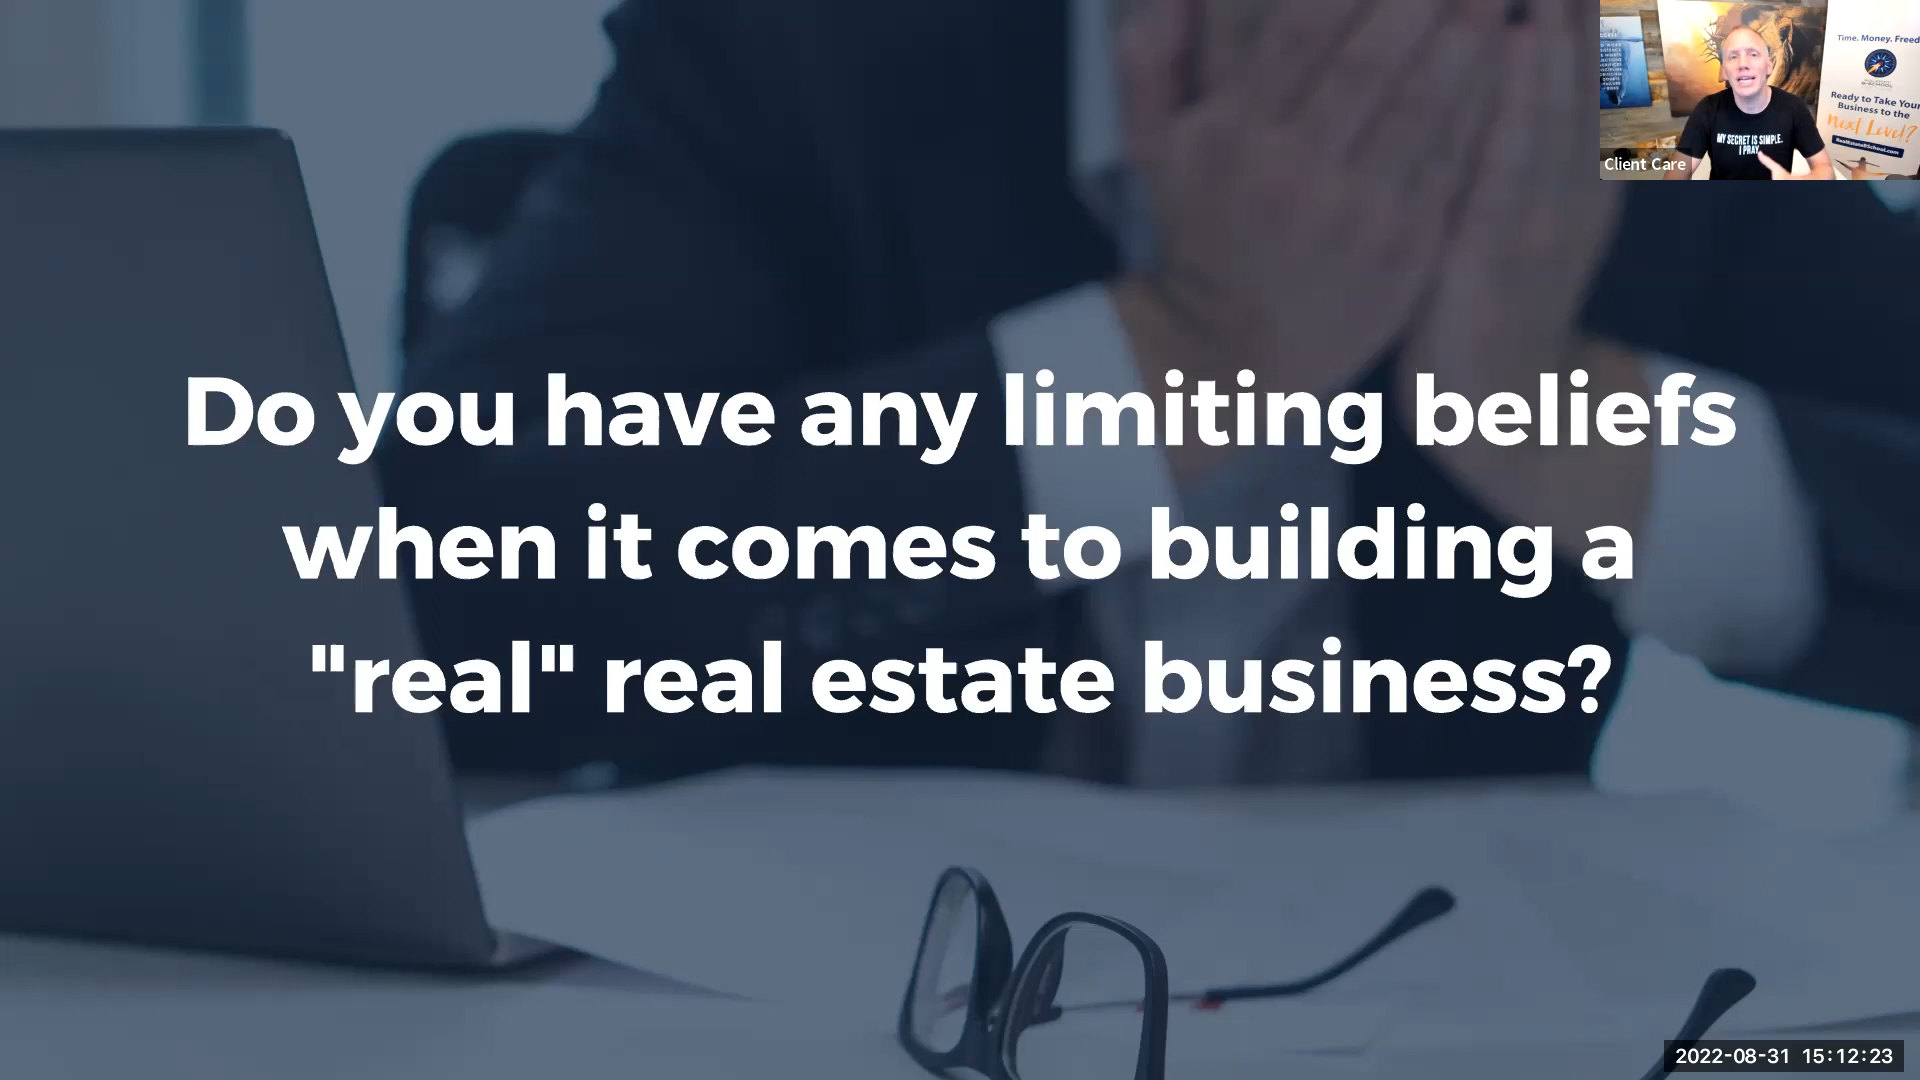 Do you have any limiting beliefs
when it comes to building a
"real" real estate business?
Time. Money. Freed
Ready to Take Your
Business to the
Next Level?
RealEstateBSchool.com
MY SECRET IS SIMPLE.
I PRAY.
Client Care
2022-08-31 15:12:23